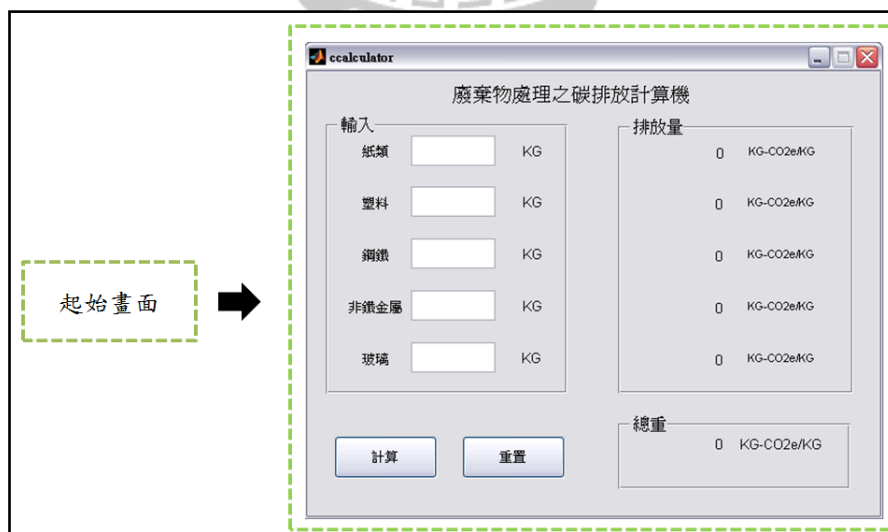 ccalculator
廢棄物處理之碳排放計算機
輸入
排放量
紙類 KG 0 KG-CO2e/KG
塑料 KG 0 KG-CO2e/KG
鋼鐵 KG 0 KG-CO2e/KG
起始畫面
非鐵金屬 KG 0 KG-CO2e/KG
玻璃 KG 0 KG-CO2e/KG
總重
0 KG-CO2e/KG
計算 重置